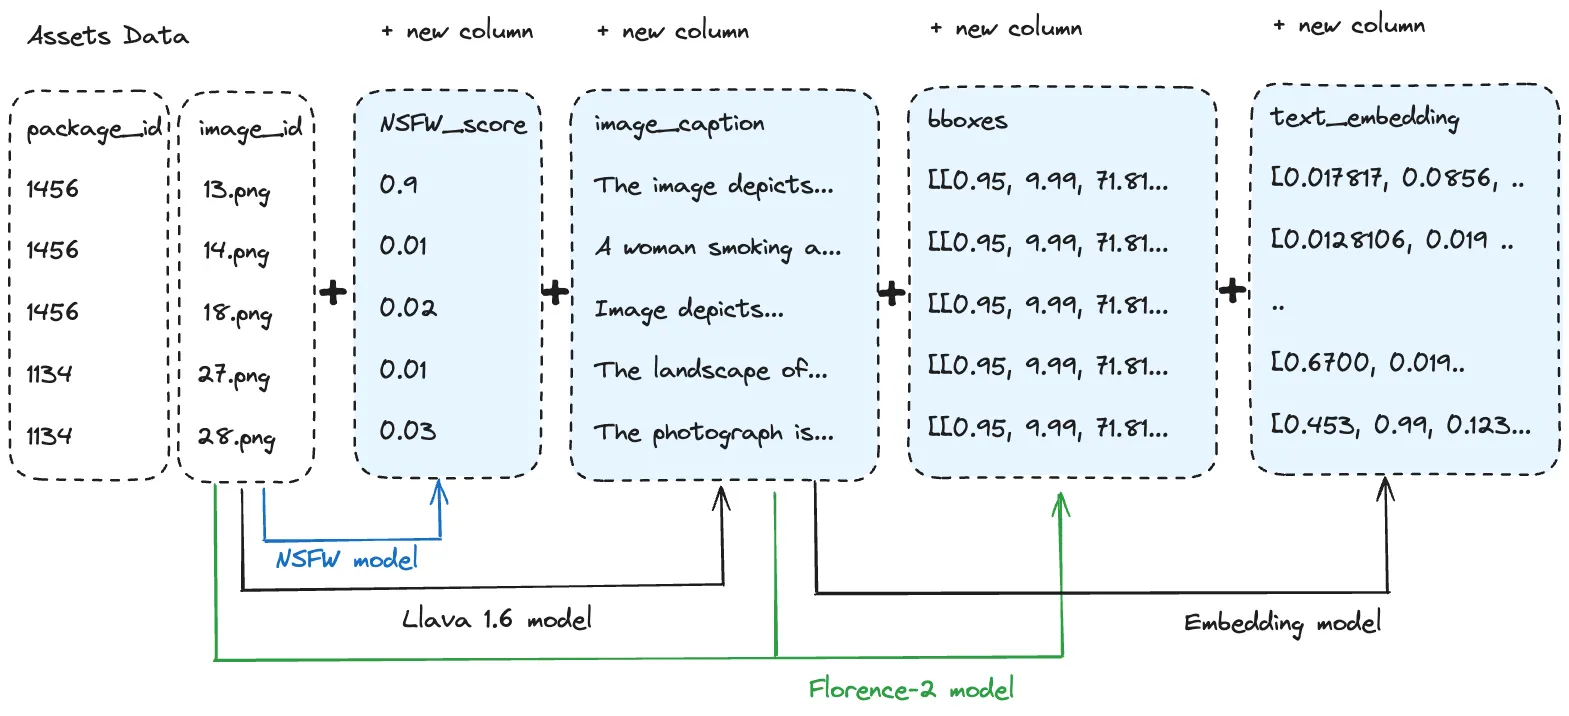 Assets Data
+ new column
+ new column
+ new column
+ new column
package_id
1456
1456
1456
1134
1134
image_id
13.png
14.png
18.png
27.png
28.png
+
NSFW_score
0.9
0.01
0.02
0.01
0.03
+
image_caption
The image depicts...
A woman smoking a...
Image depicts...
The landscape of...
The photograph is...
+
bboxes
[[0.95, 9.99, 71.81...
[[0.95, 9.99, 71.81...
[[0.95, 9.99, 71.81...
[[0.95, 9.99, 71.81...
[[0.95, 9.99, 71.81...
+
text_embedding
[0.017817, 0.0856, ..
[0.0128106, 0.019 ..
..
[0.6700, 0.019..
[0.453, 0.99, 0.123...
NSFW model
Llava 1.6 model
Embedding model
Florence-2 model